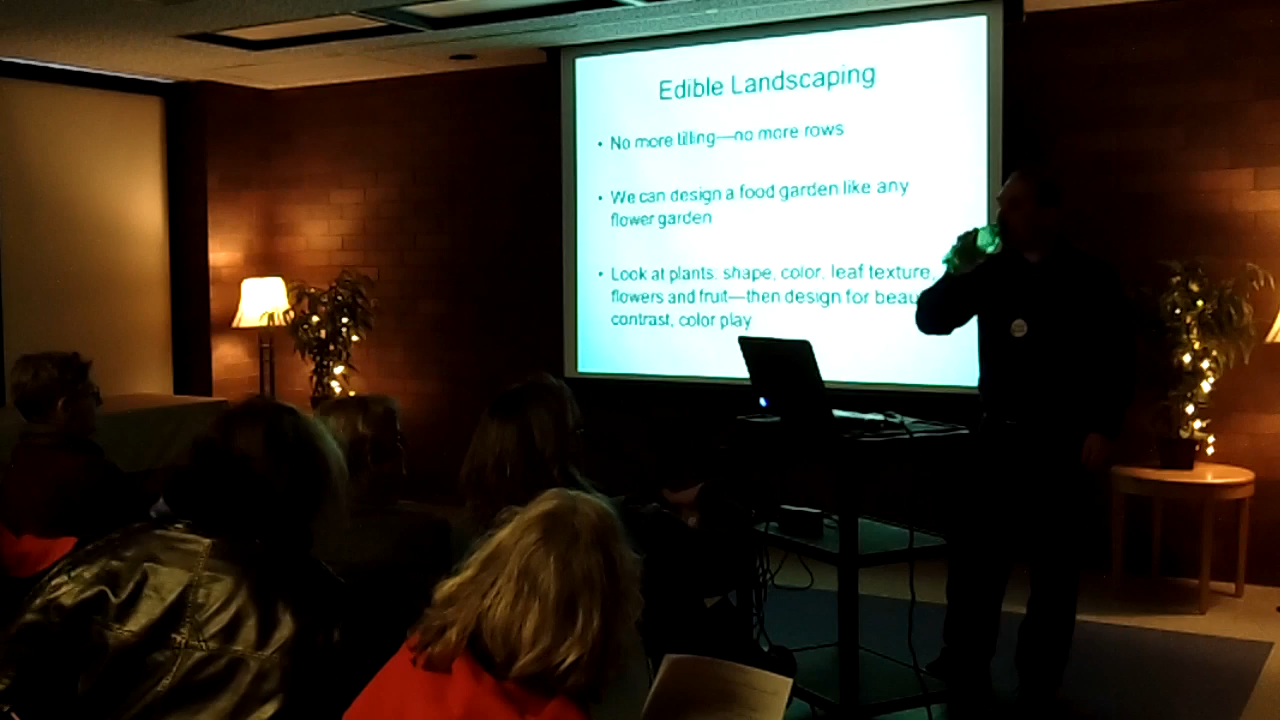 Edible Landscaping
• No more tilling—no more rows
• We can design a food garden like any
flower garden
• Look at plants: shape, color, leaf texture,
flowers and fruit—then design for beau
contrast, color play